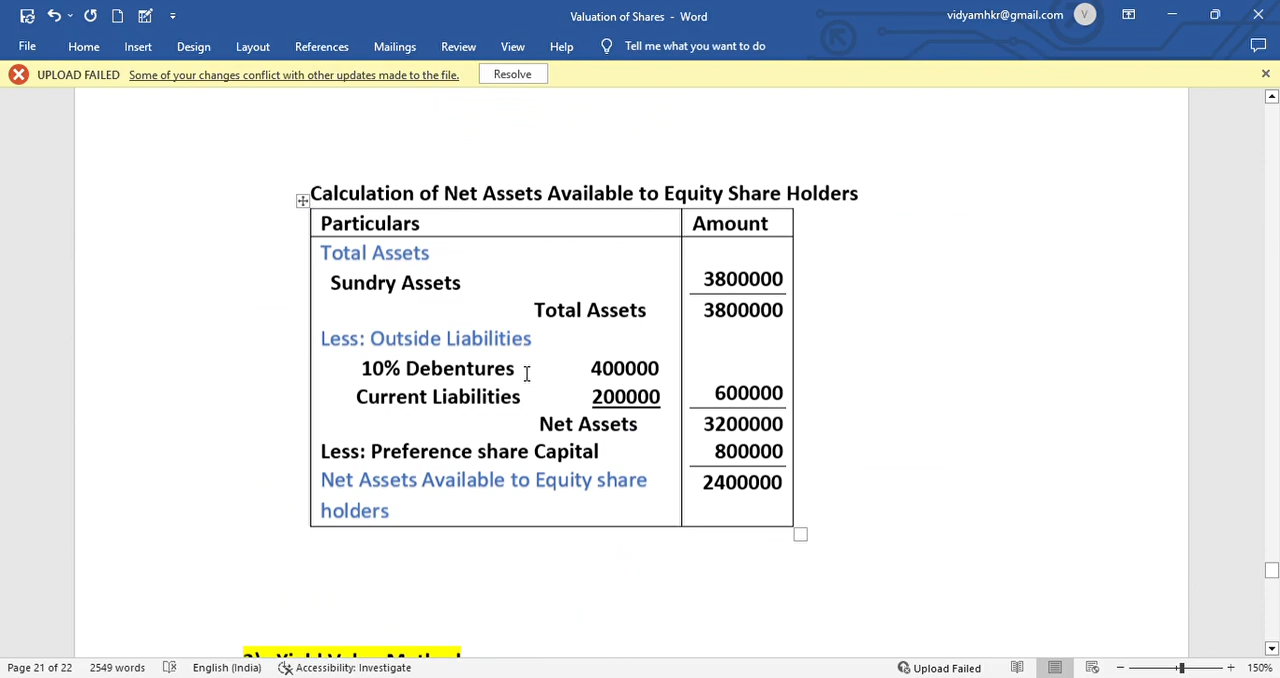 Valuation of Shares - Word
vidyamhkr@gmail.com
V
File Home Insert Design Layout References Mailings Review View Help Tell me what you want to do
UPLOAD FAILED Some of your changes conflict with other updates made to the file. Resolve
Calculation of Net Assets Available to Equity Share Holders
Particulars Amount
Total Assets
Sundry Assets 3800000
Total Assets 3800000
Less: Outside Liabilities
10% Debentures 400000
Current Liabilities 200000 600000
Net Assets 3200000
Less: Preference share Capital 800000
Net Assets Available to Equity share 2400000
holders
Page 21 of 22 2549 words English (India) Accessibility: Investigate Upload Failed 150%